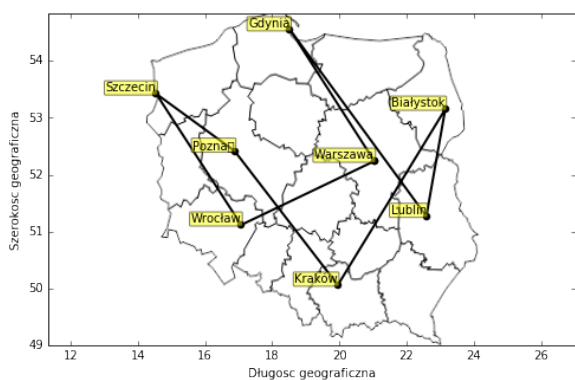 Gdynia
54
Szczecin
Białystok
53
Poznań
Warszawa
52
Wrocław
Lublin
51
Szerokosc geograficzna
Kraków
50
49
12 14 16 18 20 22 24 26
Długosc geograficzna